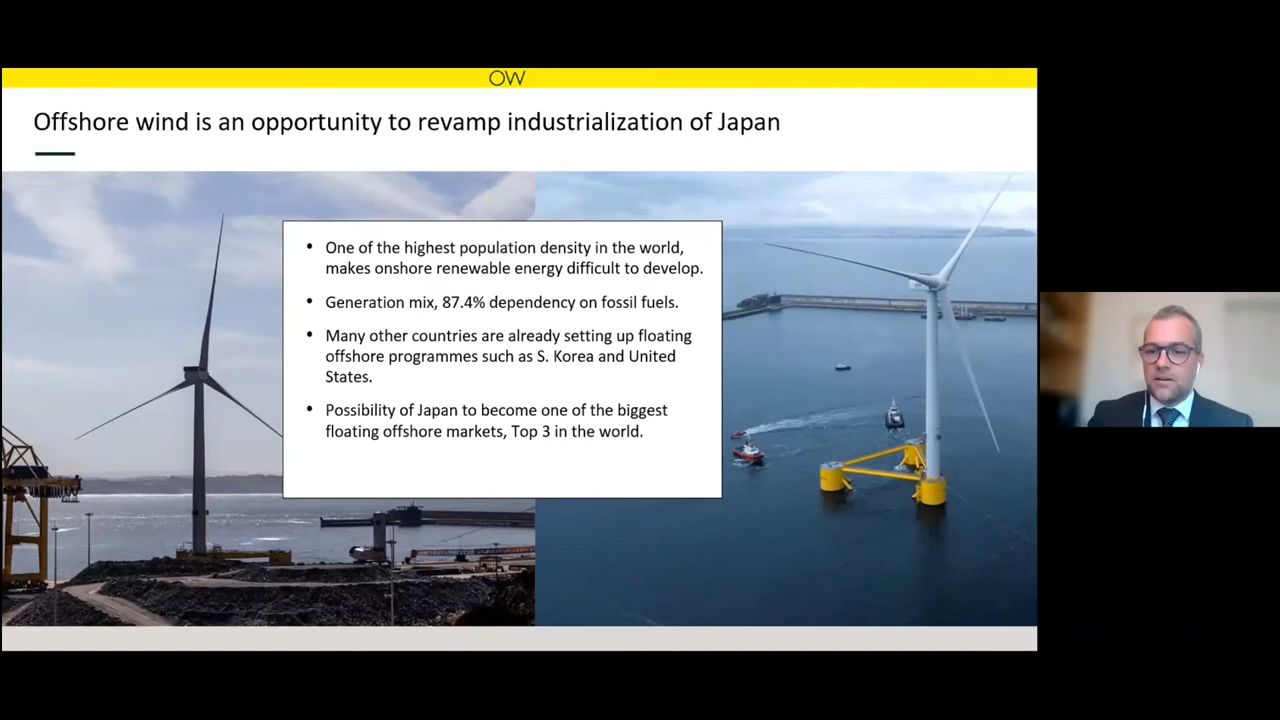 OW
Offshore wind is an opportunity to revamp industrialization of Japan
• One of the highest population density in the world,
makes onshore renewable energy difficult to develop.
• Generation mix, 87.4% dependency on fossil fuels.
• Many other countries are already setting up floating
offshore programmes such as S. Korea and United
States.
• Possibility of Japan to become one of the biggest
floating offshore markets, Top 3 in the world.